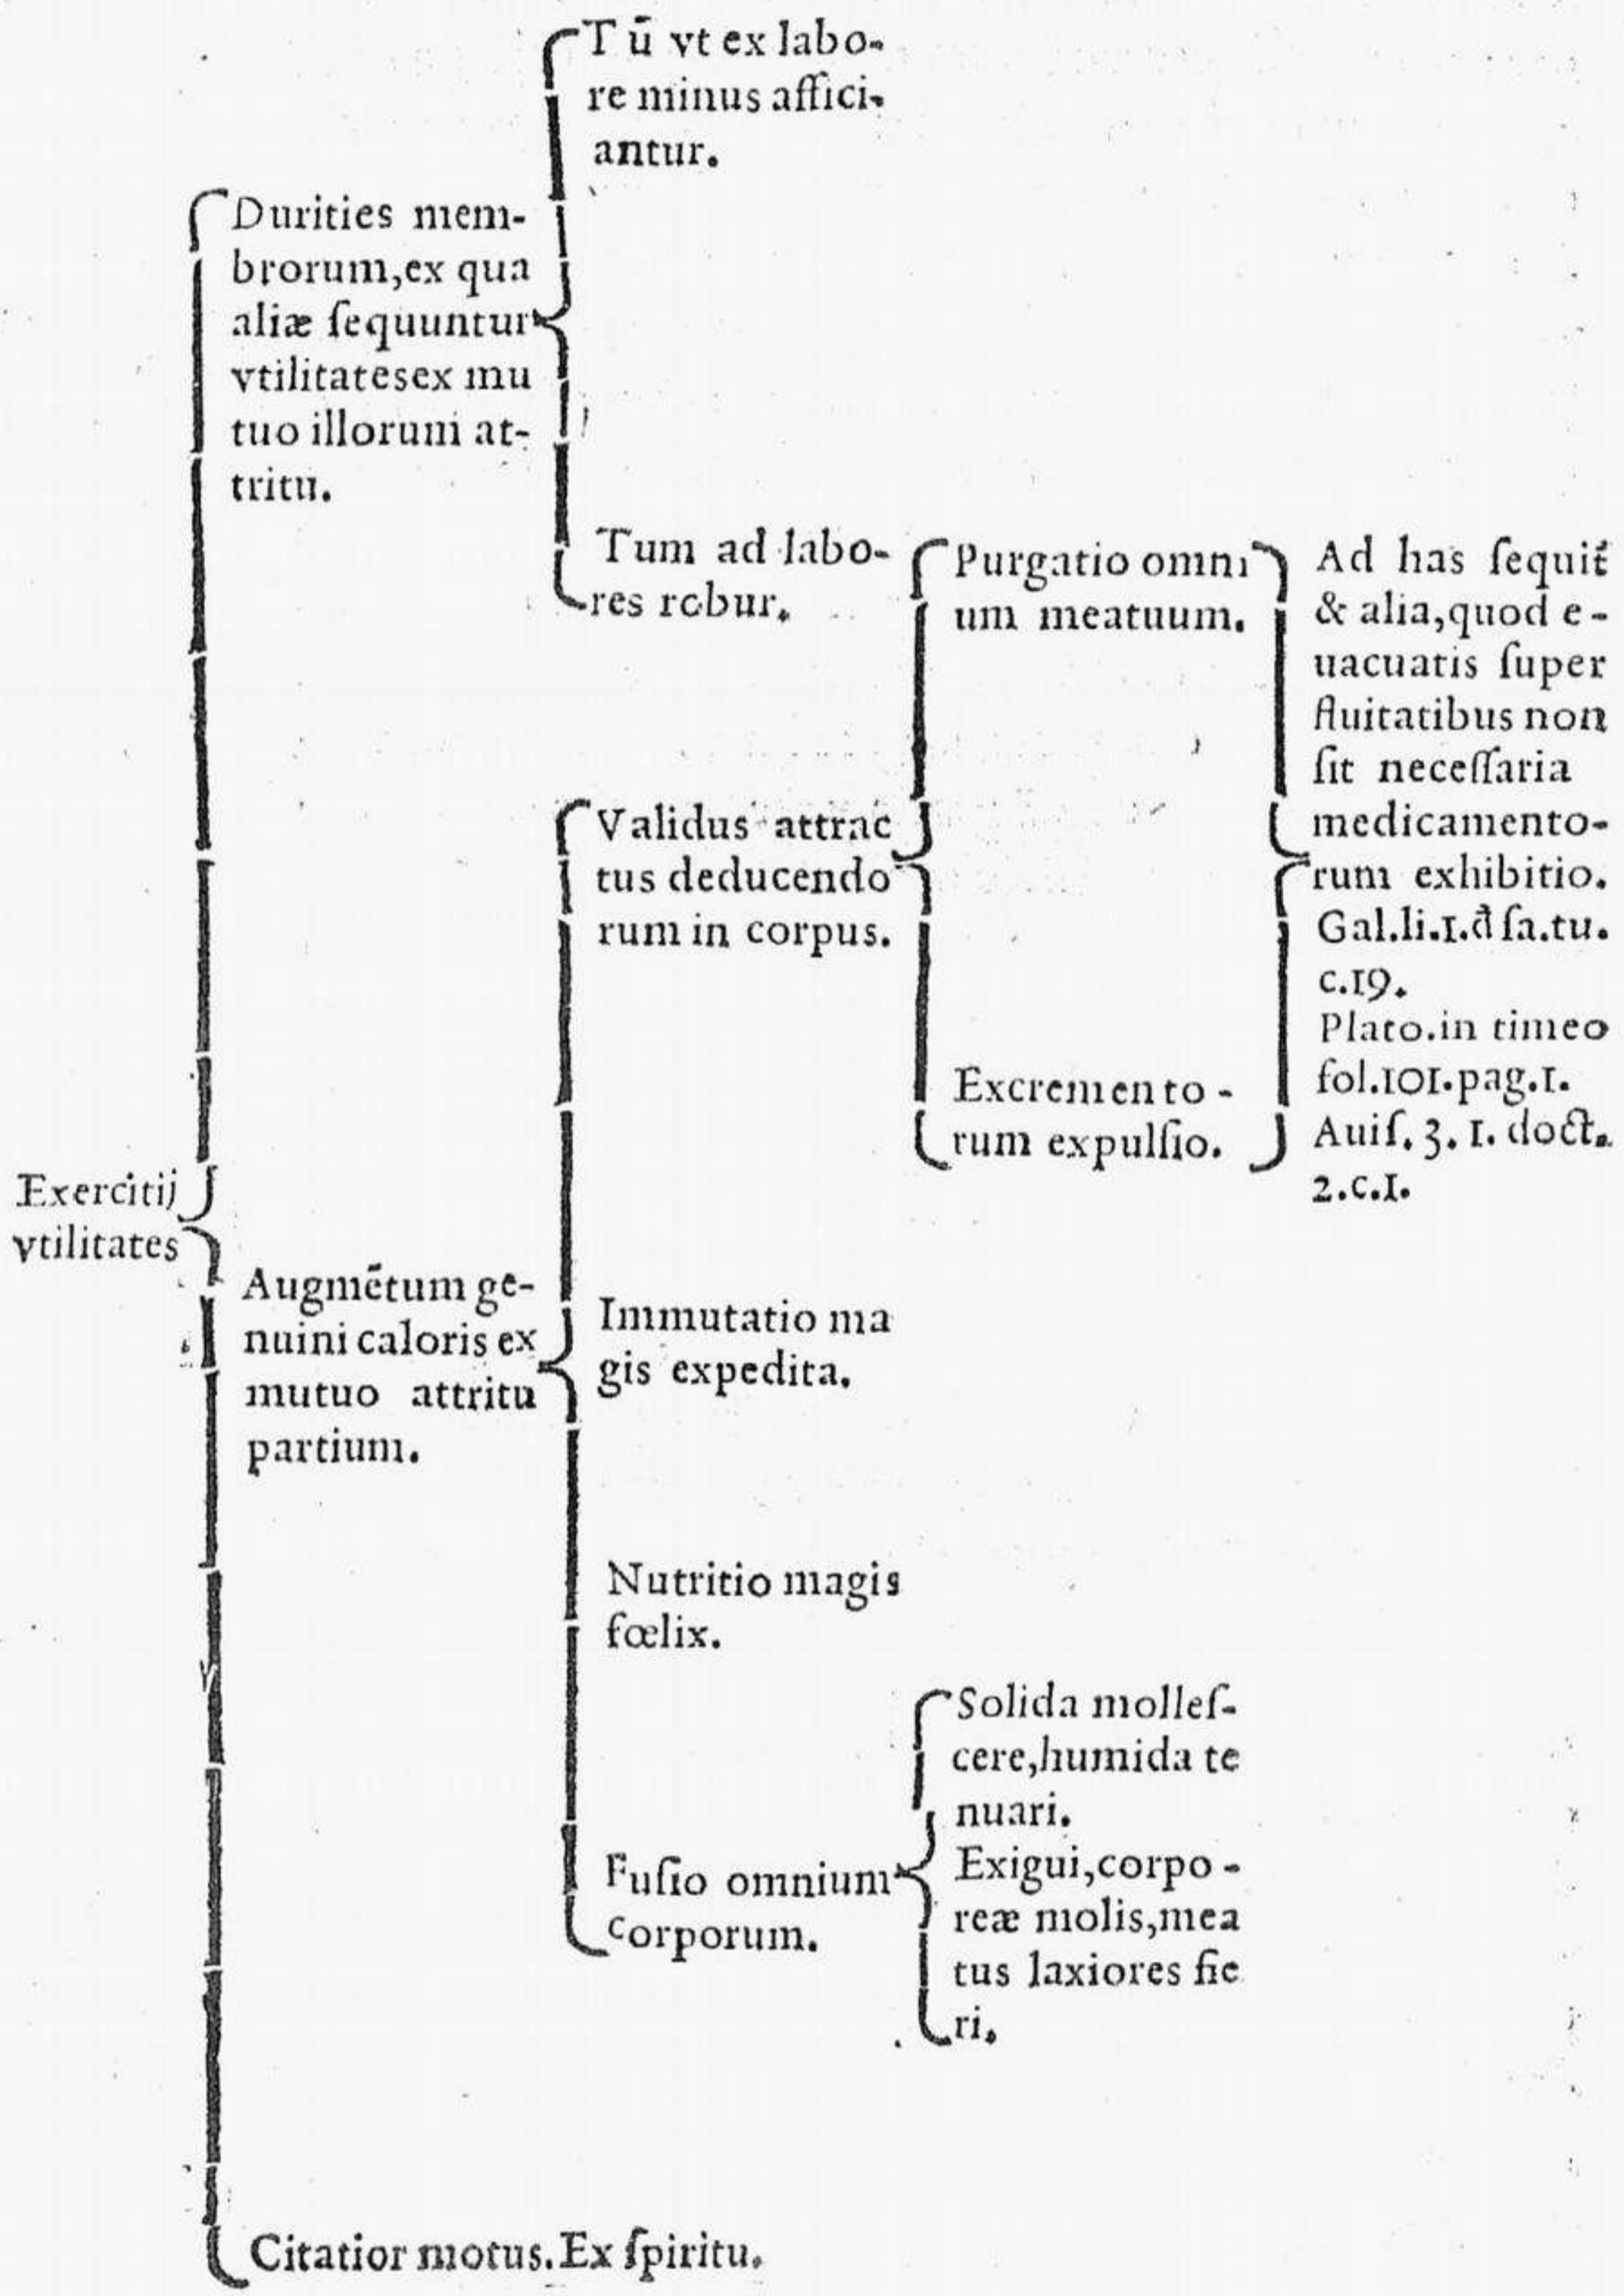 Exercitij
vtilitates
Durities mem-
brorum,ex qua
aliæ ſequuntur
vtilitatesex mu
tuo illorum at-
tritu.
Tū vt ex labo-
re minus affici-
antur.
Tum ad labo-
res robur.
Augmētum ge-
nuini caloris ex
mutuo attritu
partium.
Validus attrac
tus deducendo
rum in corpus.
Purgatio omni
um meatuum.
Excremento-
rum expulſio.
Ad has ſequit̃
& alia,quod e-
uacuatis ſuper
fluitatibus non
ſit neceſſaria
medicamento-
rum exhibitio.
Gal.li.1.đ ſa.tu.
c.19.
Plato.in timeo
fol.101.pag.1.
Auiſ. 3. 1. doct.
2.c.1.
Immutatio ma
gis expedita.
Nutritio magis
fœlix.
Fuſio omnium
corporum.
Solida molleſ-
cere,humida te
nuari.
Exigui,corpo-
reæ molis,mea
tus laxiores fie
ri.
Citatior motus.Ex ſpiritu.